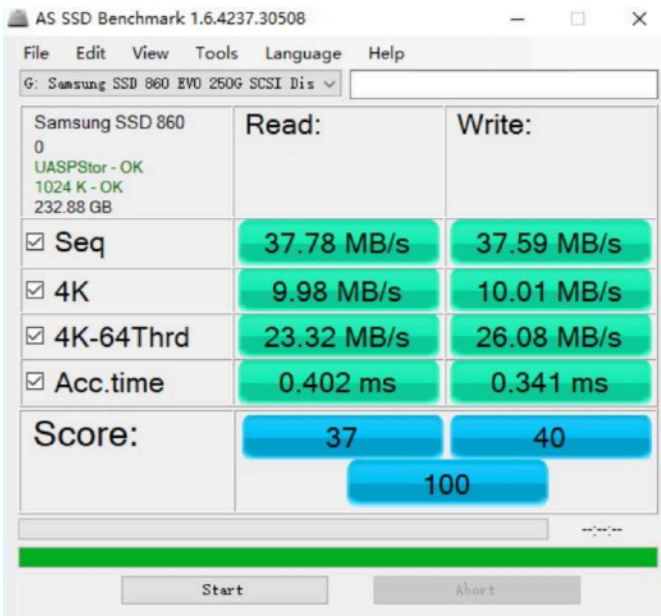 AS SSD Benchmark 1.6.4237.30508
File Edit View Tools Language Help
G: Samsung SSD 860 EVO 250G SCSI Dis
Samsung SSD 860
0
UASPStor - OK
1024 K - OK
232.88 GB
Read: Write:
Seq 37.78 MB/s 37.59 MB/s
4K 9.98 MB/s 10.01 MB/s
4K-64Thrd 23.32 MB/s 26.08 MB/s
Acc.time 0.402 ms 0.341 ms
Score: 37 40
100
--:--:--
Start Abort